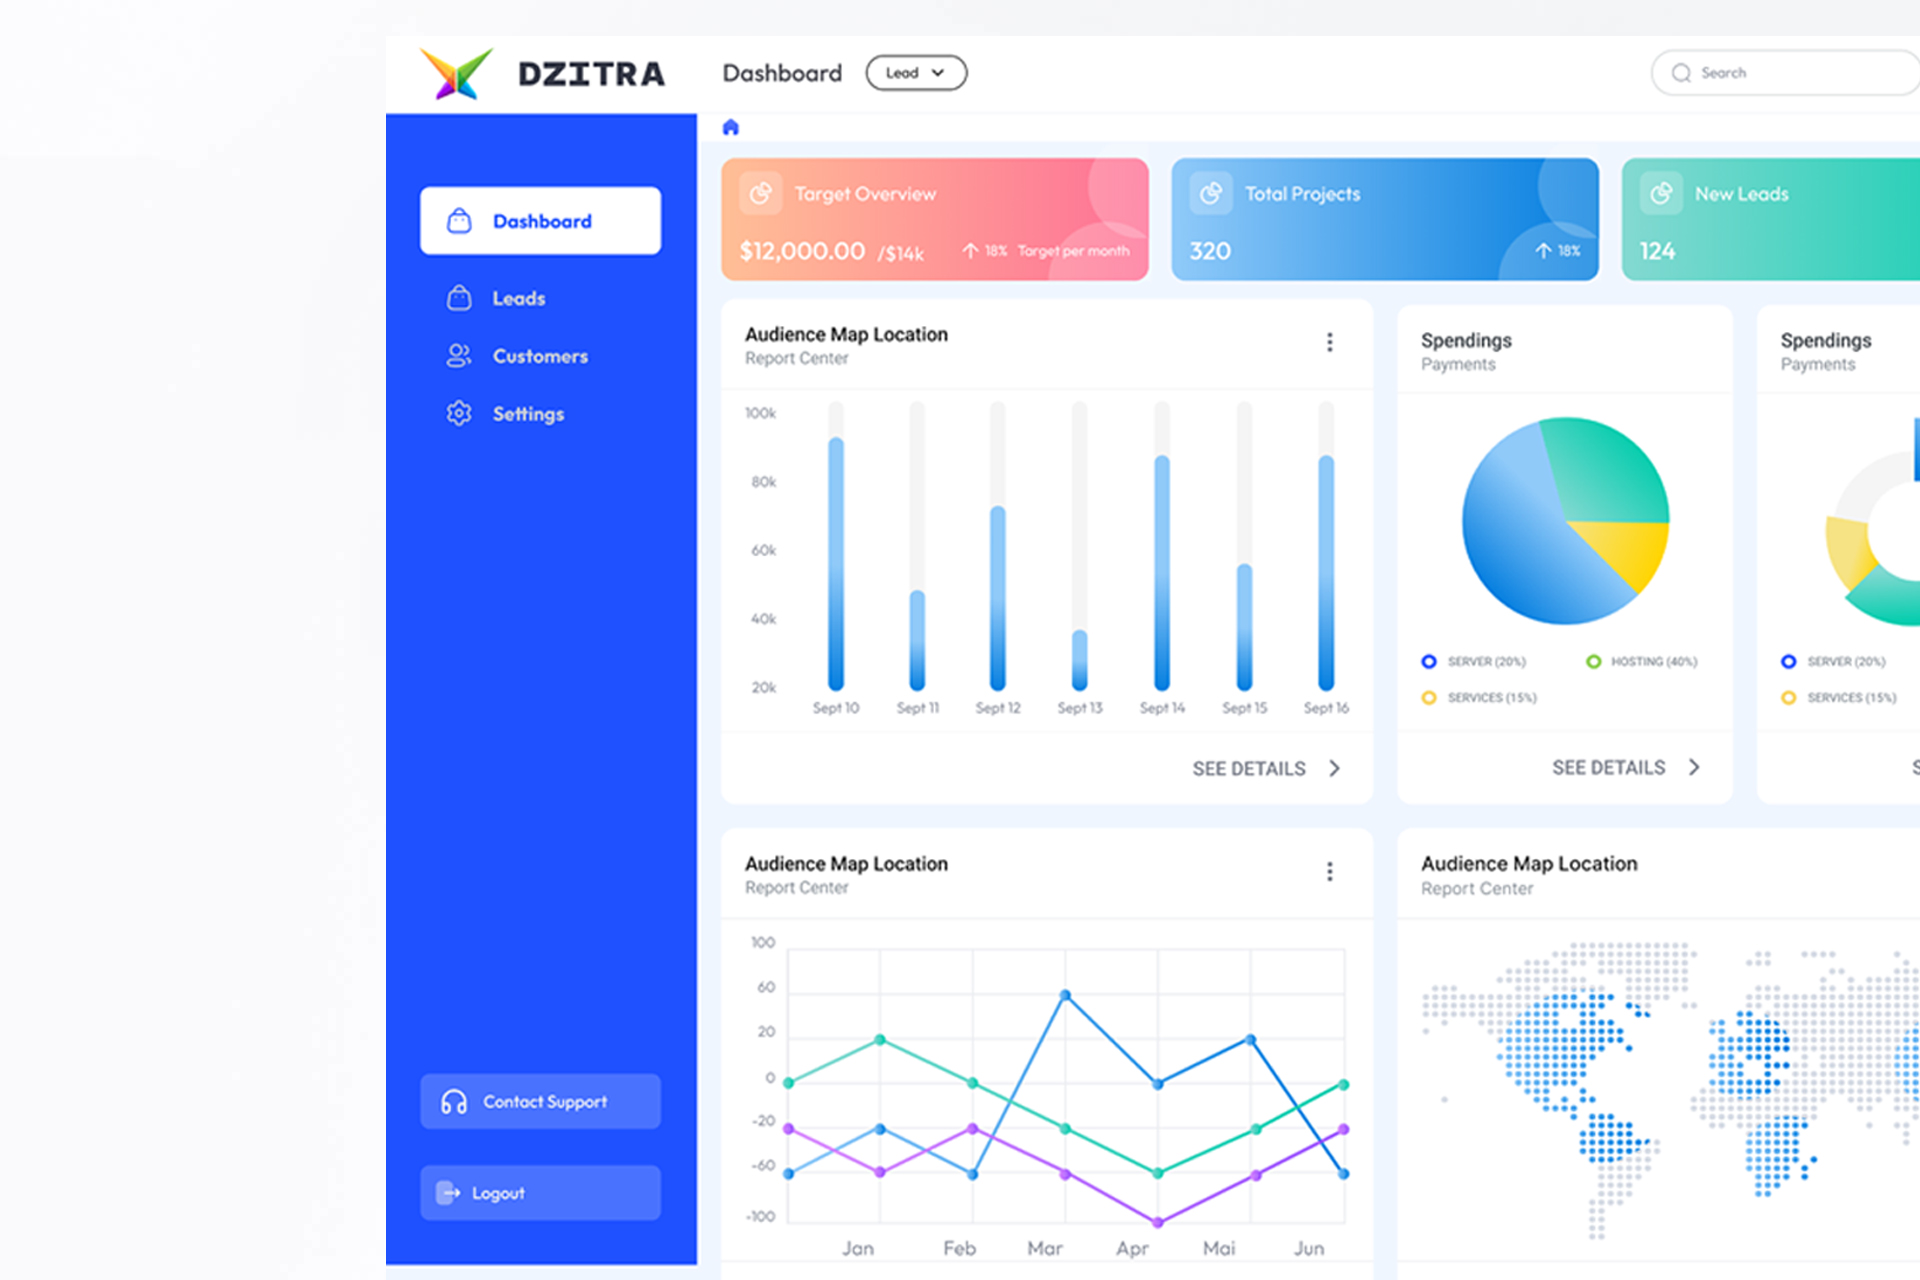 DZITRA
Dashboard
Lead
Search
Dashboard
Leads
Customers
Settings
Contact Support
Logout
Target Overview
$12,000.00 /$14k
18% Target per month
Total Projects
320
18%
New Leads
124
Audience Map Location
Report Center
100k
80k
60k
40k
20k
Sept 10 Sept 11 Sept 12 Sept 13 Sept 14 Sept 15 Sept 16
SEE DETAILS
Spendings
Payments
SERVER (20%) HOSTING (40%)
SERVICES (15%)
SEE DETAILS
Spendings
Payments
SERVER (20%)
SERVICES (15%)
Audience Map Location
Report Center
100
60
20
0
-20
-60
-100
Jan Feb Mar Apr Mai Jun
Audience Map Location
Report Center